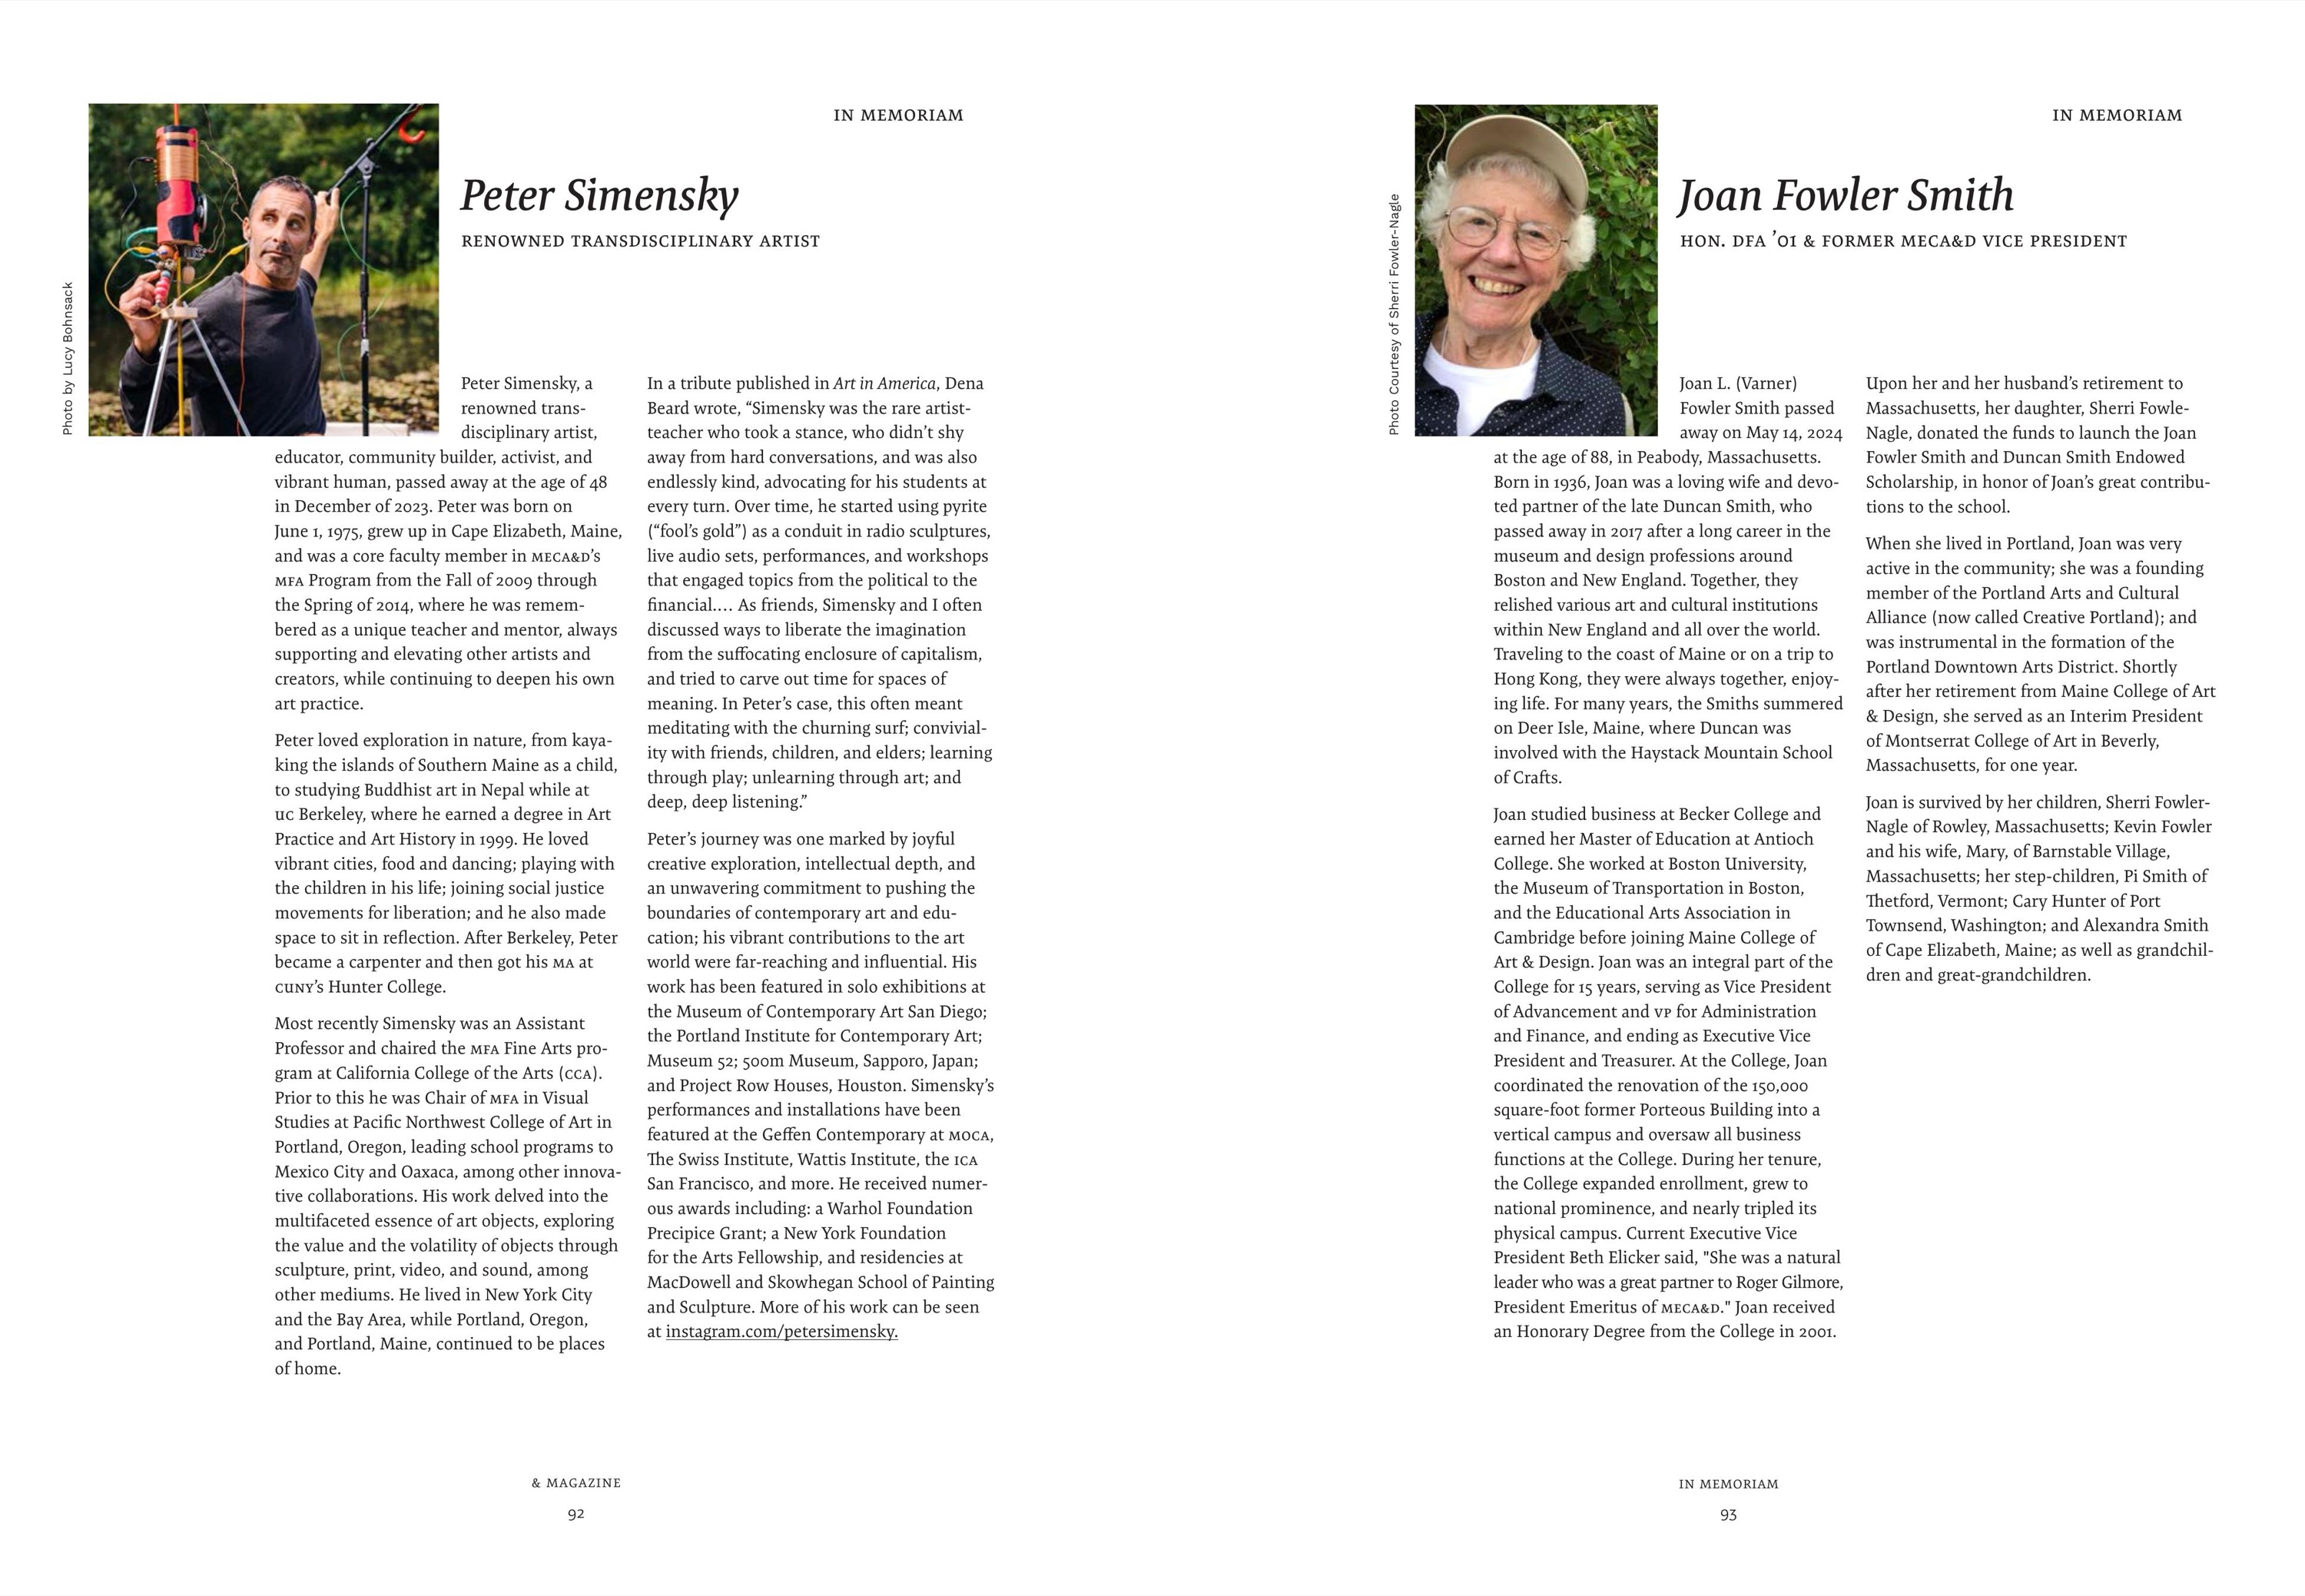 IN MEMORIAM
Peter Simensky
RENOWNED TRANSDISCIPLINARY ARTIST
Photo by Lucy Bohnsack
Peter Simensky, a
renowned trans-
disciplinary artist,
educator, community builder, activist, and
vibrant human, passed away at the age of 48
in December of 2023. Peter was born on
June 1, 1975, grew up in Cape Elizabeth, Maine,
and was a core faculty member in MECA&D's
MFA Program from the Fall of 2009 through
the Spring of 2014, where he was remem-
bered as a unique teacher and mentor, always
supporting and elevating other artists and
creators, while continuing to deepen his own
art practice.
Peter loved exploration in nature, from kaya-
king the islands of Southern Maine as a child,
to studying Buddhist art in Nepal while at
UC Berkeley, where he earned a degree in Art
Practice and Art History in 1999. He loved
vibrant cities, food and dancing; playing with
the children in his life; joining social justice
movements for liberation; and he also made
space to sit in reflection. After Berkeley, Peter
became a carpenter and then got his MA at
CUNY's Hunter College.
Most recently Simensky was an Assistant
Professor and chaired the MFA Fine Arts pro-
gram at California College of the Arts (CCA).
Prior to this he was Chair of MFA in Visual
Studies at Pacific Northwest College of Art in
Portland, Oregon, leading school programs to
Mexico City and Oaxaca, among other innova-
tive collaborations. His work delved into the
multifaceted essence of art objects, exploring
the value and the volatility of objects through
sculpture, print, video, and sound, among
other mediums. He lived in New York City
and the Bay Area, while Portland, Oregon,
and Portland, Maine, continued to be places
of home.
In a tribute published in Art in America, Dena
Beard wrote, “Simensky was the rare artist-
teacher who took a stance, who didn’t shy
away from hard conversations, and was also
endlessly kind, advocating for his students at
every turn. Over time, he started using pyrite
(“fool’s gold”) as a conduit in radio sculptures,
live audio sets, performances, and workshops
that engaged topics from the political to the
financial.... As friends, Simensky and I often
discussed ways to liberate the imagination
from the suffocating enclosure of capitalism,
and tried to carve out time for spaces of
meaning. In Peter’s case, this often meant
meditating with the churning surf; convivial-
ity with friends, children, and elders; learning
through play; unlearning through art; and
deep, deep listening.”
Peter’s journey was one marked by joyful
creative exploration, intellectual depth, and
an unwavering commitment to pushing the
boundaries of contemporary art and edu-
cation; his vibrant contributions to the art
world were far-reaching and influential. His
work has been featured in solo exhibitions at
the Museum of Contemporary Art San Diego;
the Portland Institute for Contemporary Art;
Museum 52; 500m Museum, Sapporo, Japan;
and Project Row Houses, Houston. Simensky’s
performances and installations have been
featured at the Geffen Contemporary at MOCA,
The Swiss Institute, Wattis Institute, the ICA
San Francisco, and more. He received numer-
ous awards including: a Warhol Foundation
Precipice Grant; a New York Foundation
for the Arts Fellowship, and residencies at
MacDowell and Skowhegan School of Painting
and Sculpture. More of his work can be seen
at instagram.com/petersimensky.
& MAGAZINE
92
IN MEMORIAM
Joan Fowler Smith
HON. DFA ’01 & FORMER MECA&D VICE PRESIDENT
Photo Courtesy of Sherri Fowler-Nagle
Joan L. (Varner)
Fowler Smith passed
away on May 14, 2024
at the age of 88, in Peabody, Massachusetts.
Born in 1936, Joan was a loving wife and devo-
ted partner of the late Duncan Smith, who
passed away in 2017 after a long career in the
museum and design professions around
Boston and New England. Together, they
relished various art and cultural institutions
within New England and all over the world.
Traveling to the coast of Maine or on a trip to
Hong Kong, they were always together, enjoy-
ing life. For many years, the Smiths summered
on Deer Isle, Maine, where Duncan was
involved with the Haystack Mountain School
of Crafts.
Joan studied business at Becker College and
earned her Master of Education at Antioch
College. She worked at Boston University,
the Museum of Transportation in Boston,
and the Educational Arts Association in
Cambridge before joining Maine College of
Art & Design. Joan was an integral part of the
College for 15 years, serving as Vice President
of Advancement and VP for Administration
and Finance, and ending as Executive Vice
President and Treasurer. At the College, Joan
coordinated the renovation of the 150,000
square-foot former Porteous Building into a
vertical campus and oversaw all business
functions at the College. During her tenure,
the College expanded enrollment, grew to
national prominence, and nearly tripled its
physical campus. Current Executive Vice
President Beth Elicker said, "She was a natural
leader who was a great partner to Roger Gilmore,
President Emeritus of MECA&D." Joan received
an Honorary Degree from the College in 2001.
Upon her and her husband’s retirement to
Massachusetts, her daughter, Sherri Fowle-
Nagle, donated the funds to launch the Joan
Fowler Smith and Duncan Smith Endowed
Scholarship, in honor of Joan’s great contribu-
tions to the school.
When she lived in Portland, Joan was very
active in the community; she was a founding
member of the Portland Arts and Cultural
Alliance (now called Creative Portland); and
was instrumental in the formation of the
Portland Downtown Arts District. Shortly
after her retirement from Maine College of Art
& Design, she served as an Interim President
of Montserrat College of Art in Beverly,
Massachusetts, for one year.
Joan is survived by her children, Sherri Fowler-
Nagle of Rowley, Massachusetts; Kevin Fowler
and his wife, Mary, of Barnstable Village,
Massachusetts; her step-children, Pi Smith of
Thetford, Vermont; Cary Hunter of Port
Townsend, Washington; and Alexandra Smith
of Cape Elizabeth, Maine; as well as grandchil-
dren and great-grandchildren.
IN MEMORIAM
93